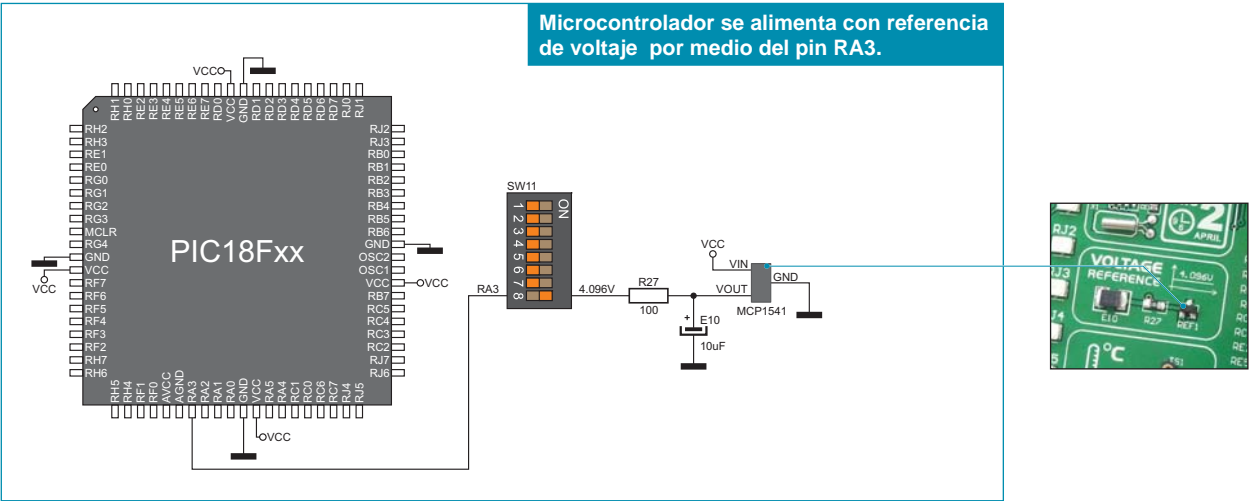 Microcontrolador se alimenta con referencia
de voltaje por medio del pin RA3.
VCC
RH1
RH0
RE2
RE3
RE4
RE5
RE6
RE7
RD0
VCC
GND
RD1
RD2
RD3
RD4
RD5
RD6
RD7
RJ0
RJ1
RH2
RH3
RE1
RE0
RG0
RG1
RG2
RG3
MCLR
RG4
GND
VCC
RF7
RF6
RF5
RF4
RF3
RF2
RH7
RH6
VCC
PIC18Fxx
RJ2
RJ3
RB0
RB1
RB2
RB3
RB4
RB5
RB6
GND
OSC2
OSC1
VCC
RB7
RC5
RC4
RC3
RC2
RJ7
RJ6
VCC
RH5
RH4
RF1
RF0
AVCC
AGND
RA3
RA2
RA1
RA0
GND
VCC
RA5
RA4
RC1
RC0
RC6
RC7
RJ4
RJ5
VCC
SW11
ON
1
2
3
4
5
6
7
8
RA3
4.096V
R27
100
E10
+
10uF
VCC
VIN
VOUT
GND
MCP1541
2
APRIL
RJ2
RJ3
VOLTAGE
REFERENCE
4.096V
E10
R27
REF1
°C
TS1